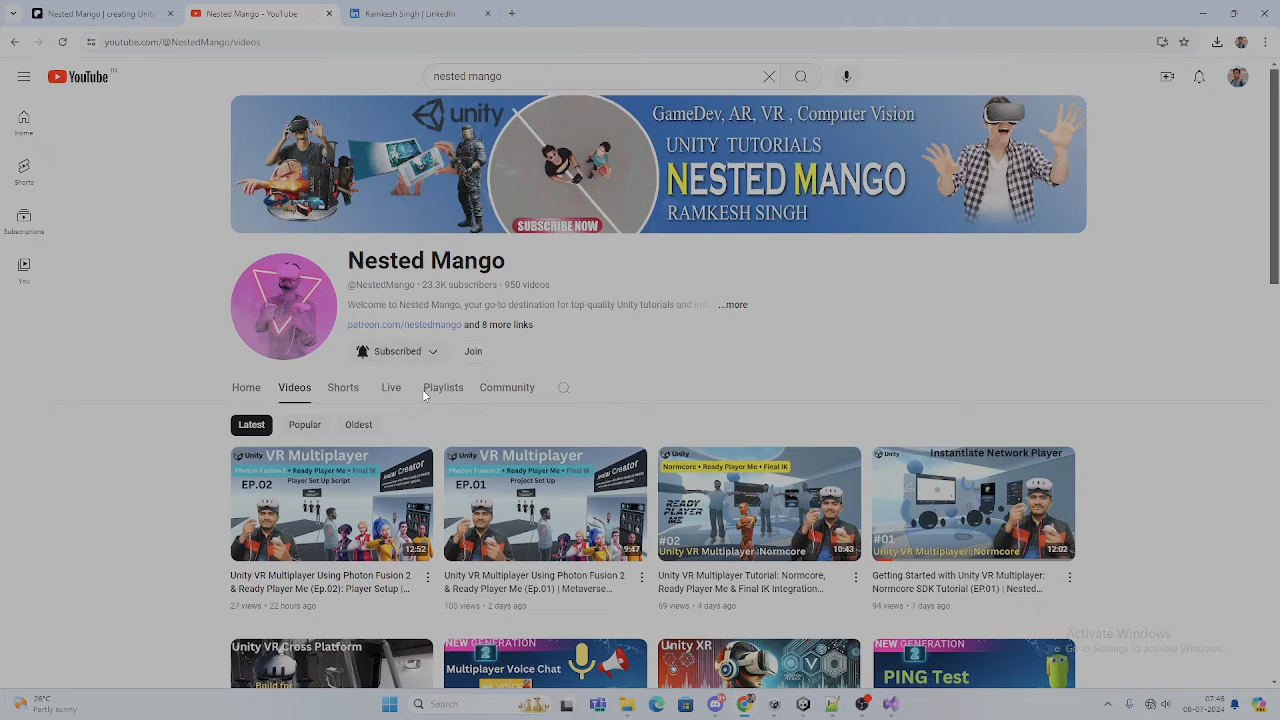 Nested Mango | creating Unity
Nested Mango - YouTube
Ramkesh Singh | LinkedIn
youtube.com/@NestedMango/videos
YouTube IN
nested mango
Home
Shorts
Subscriptions
You
unity
SUBSCRIBE NOW
GameDev, AR, VR , Computer Vision
UNITY TUTORIALS
NESTED MANGO
RAMKESH SINGH
Nested Mango
@NestedMango · 23.3K subscribers · 950 videos
Welcome to Nested Mango, your go-to destination for top-quality Unity tutorials and ...more
patreon.com/nestedmango and 8 more links
Subscribed
Join
Home Videos Shorts Live Playlists Community
Latest Popular Oldest
Unity VR Multiplayer
Photon Fusion-2 + Ready Player Me + Final IK
Player Set Up Script
EP.02
Avatar Creator
12:52
Unity VR Multiplayer Using Photon Fusion 2
& Ready Player Me (Ep.02): Player Setup |...
27 views • 22 hours ago
Unity VR Multiplayer
Photon Fusion-2 + Ready Player Me + Final IK
Project Set Up
EP.01
Avatar Creator
9:47
Unity VR Multiplayer Using Photon Fusion 2
& Ready Player Me (Ep.01) | Metaverse...
105 views • 2 days ago
Unity
Normcore + Ready Player Me + Final IK
READY
PLAYER
ME
#02
Unity VR Multiplayer :Normcore
10:43
Unity VR Multiplayer Tutorial: Normcore,
Ready Player Me & Final IK Integration...
69 views • 4 days ago
Unity
Instantiate Network Player
#01
Unity VR Multiplayer :Normcore
12:02
Getting Started with Unity VR Multiplayer:
Normcore SDK Tutorial (EP.01) | Nested...
94 views • 7 days ago
Unity VR Cross Platform
Build for
NEW GENERATION
2
Multiplayer Voice Chat
Unity XR
NEW GENERATION
2
PING Test
Activate Windows
Go to Settings to activate Windows.
26°C
Partly sunny
Search
07:46
08-07-2024